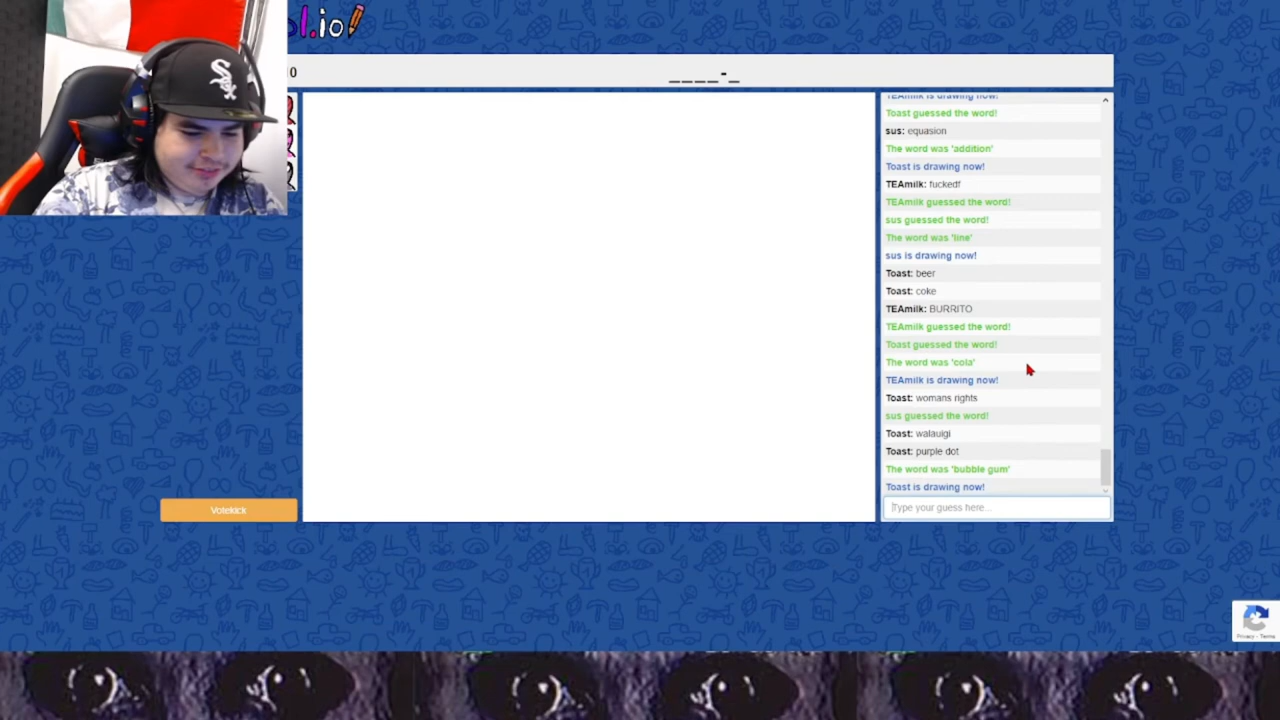 ol.io
0
____-_
TEAmilk is drawing now!
Toast guessed the word!
sus: equasion
The word was 'addition'
Toast is drawing now!
TEAmilk: fuckedf
TEAmilk guessed the word!
sus guessed the word!
The word was 'line'
sus is drawing now!
Toast: beer
Toast: coke
TEAmilk: BURRITO
TEAmilk guessed the word!
Toast guessed the word!
The word was 'cola'
TEAmilk is drawing now!
Toast: womans rights
sus guessed the word!
Toast: walauigi
Toast: purple dot
The word was 'bubble gum'
Toast is drawing now!
Type your guess here...
Votekick
Privacy - Terms